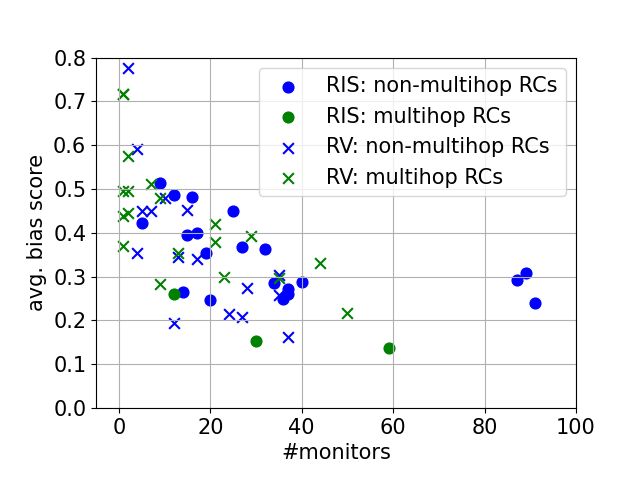 0.8
0.7
0.6
0.5
0.4
0.3
0.2
0.1
0.0
avg. bias score
RIS: non-multihop RCs
RIS: multihop RCs
RV: non-multihop RCs
RV: multihop RCs
0 20 40 60 80 100
#monitors